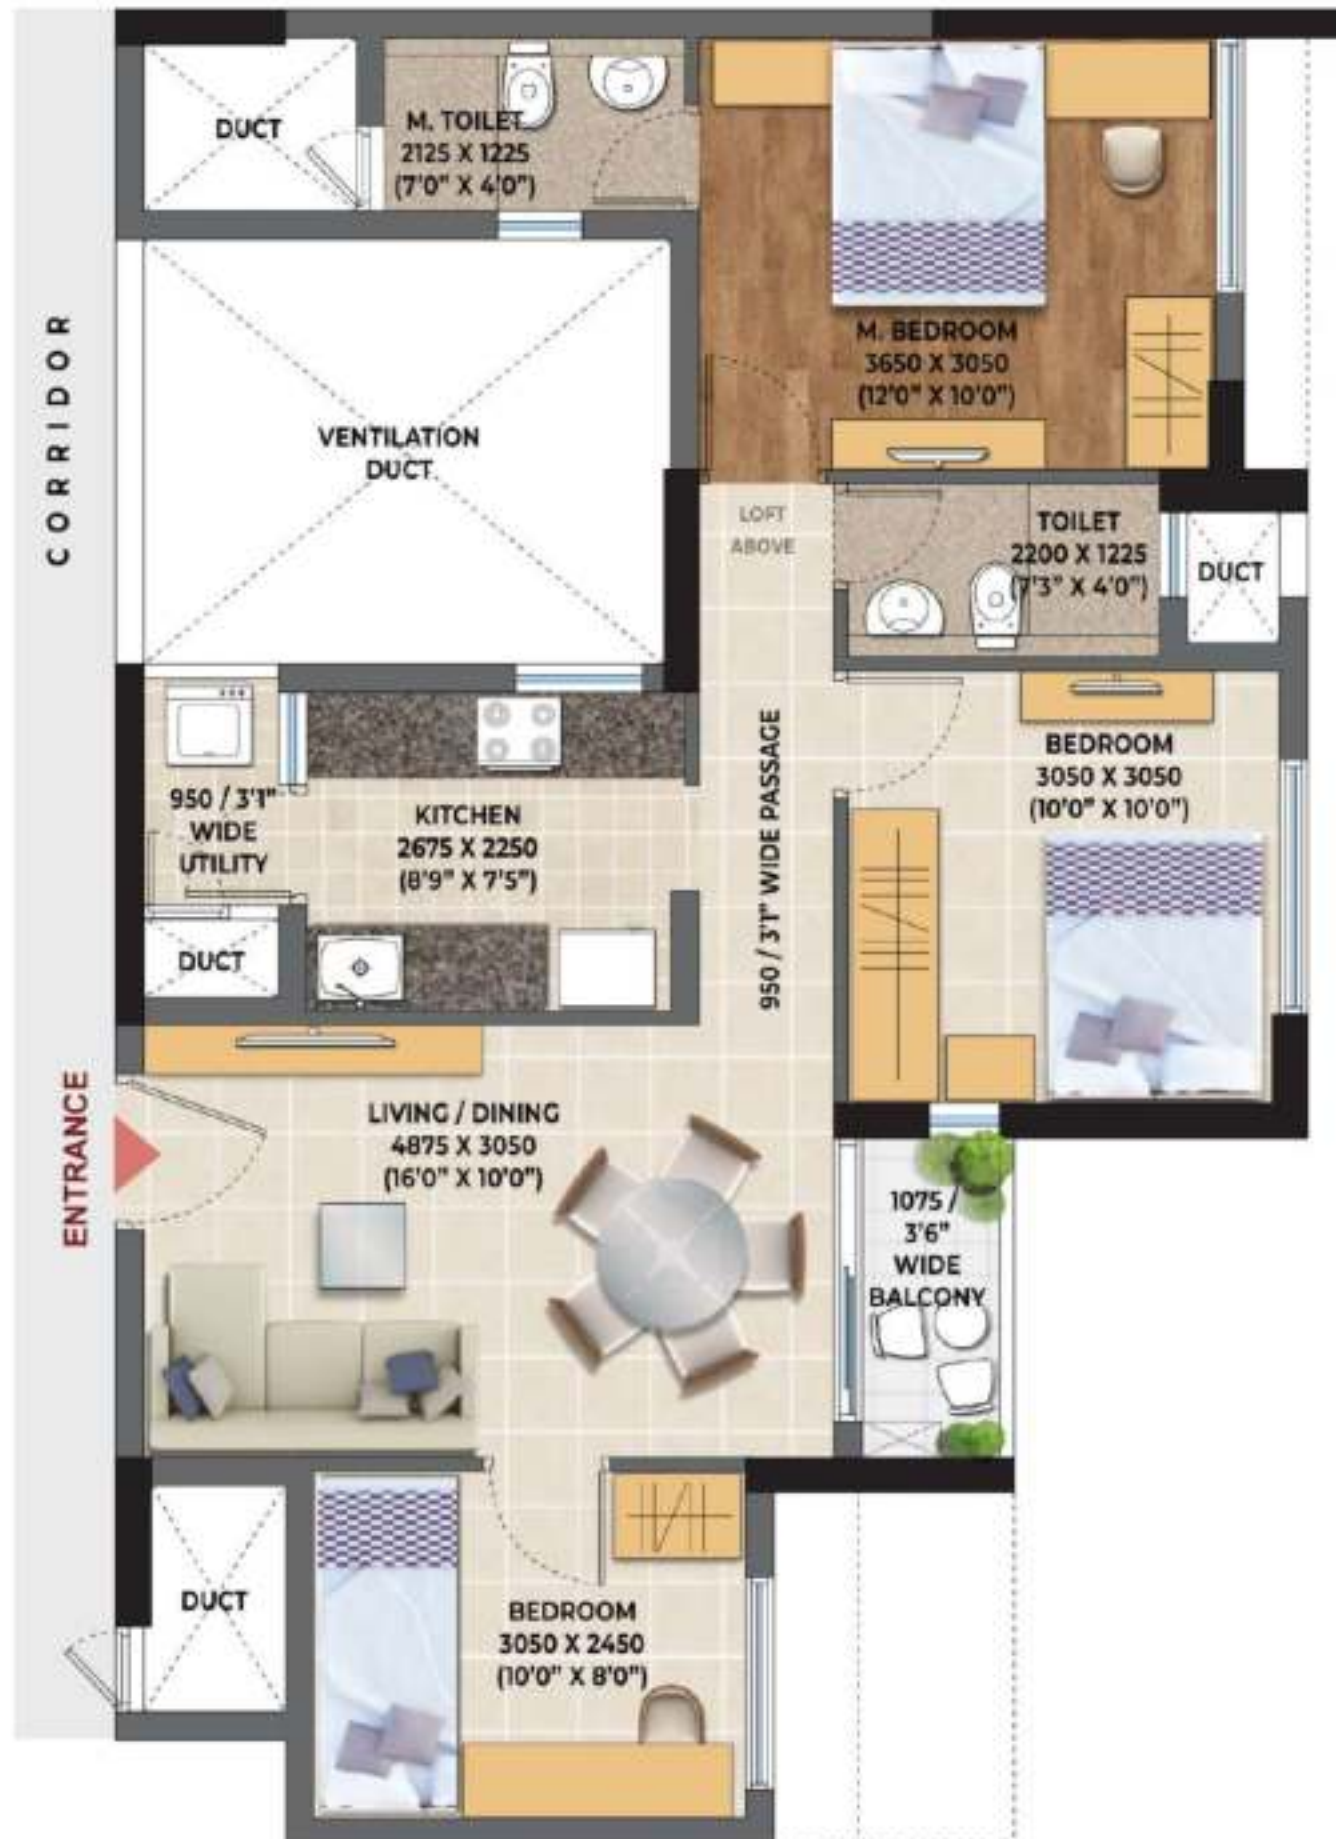 DUCT
M. TOILET
2125 X 1225
(7'0" X 4'0")
M. BEDROOM
3650 X 3050
(12'0" X 10'0")
CORRIDOR
VENTILATION
DUCT
LOFT
ABOVE
TOILET
2200 X 1225
(7'3" X 4'0")
DUCT
950 / 3'1"
WIDE
UTILITY
KITCHEN
2675 X 2250
(8'9" X 7'5")
950 / 3'1" WIDE PASSAGE
BEDROOM
3050 X 3050
(10'0" X 10'0")
DUCT
ENTRANCE
LIVING / DINING
4875 X 3050
(16'0" X 10'0")
1075 /
3'6"
WIDE
BALCONY
DUCT
BEDROOM
3050 X 2450
(10'0" X 8'0")